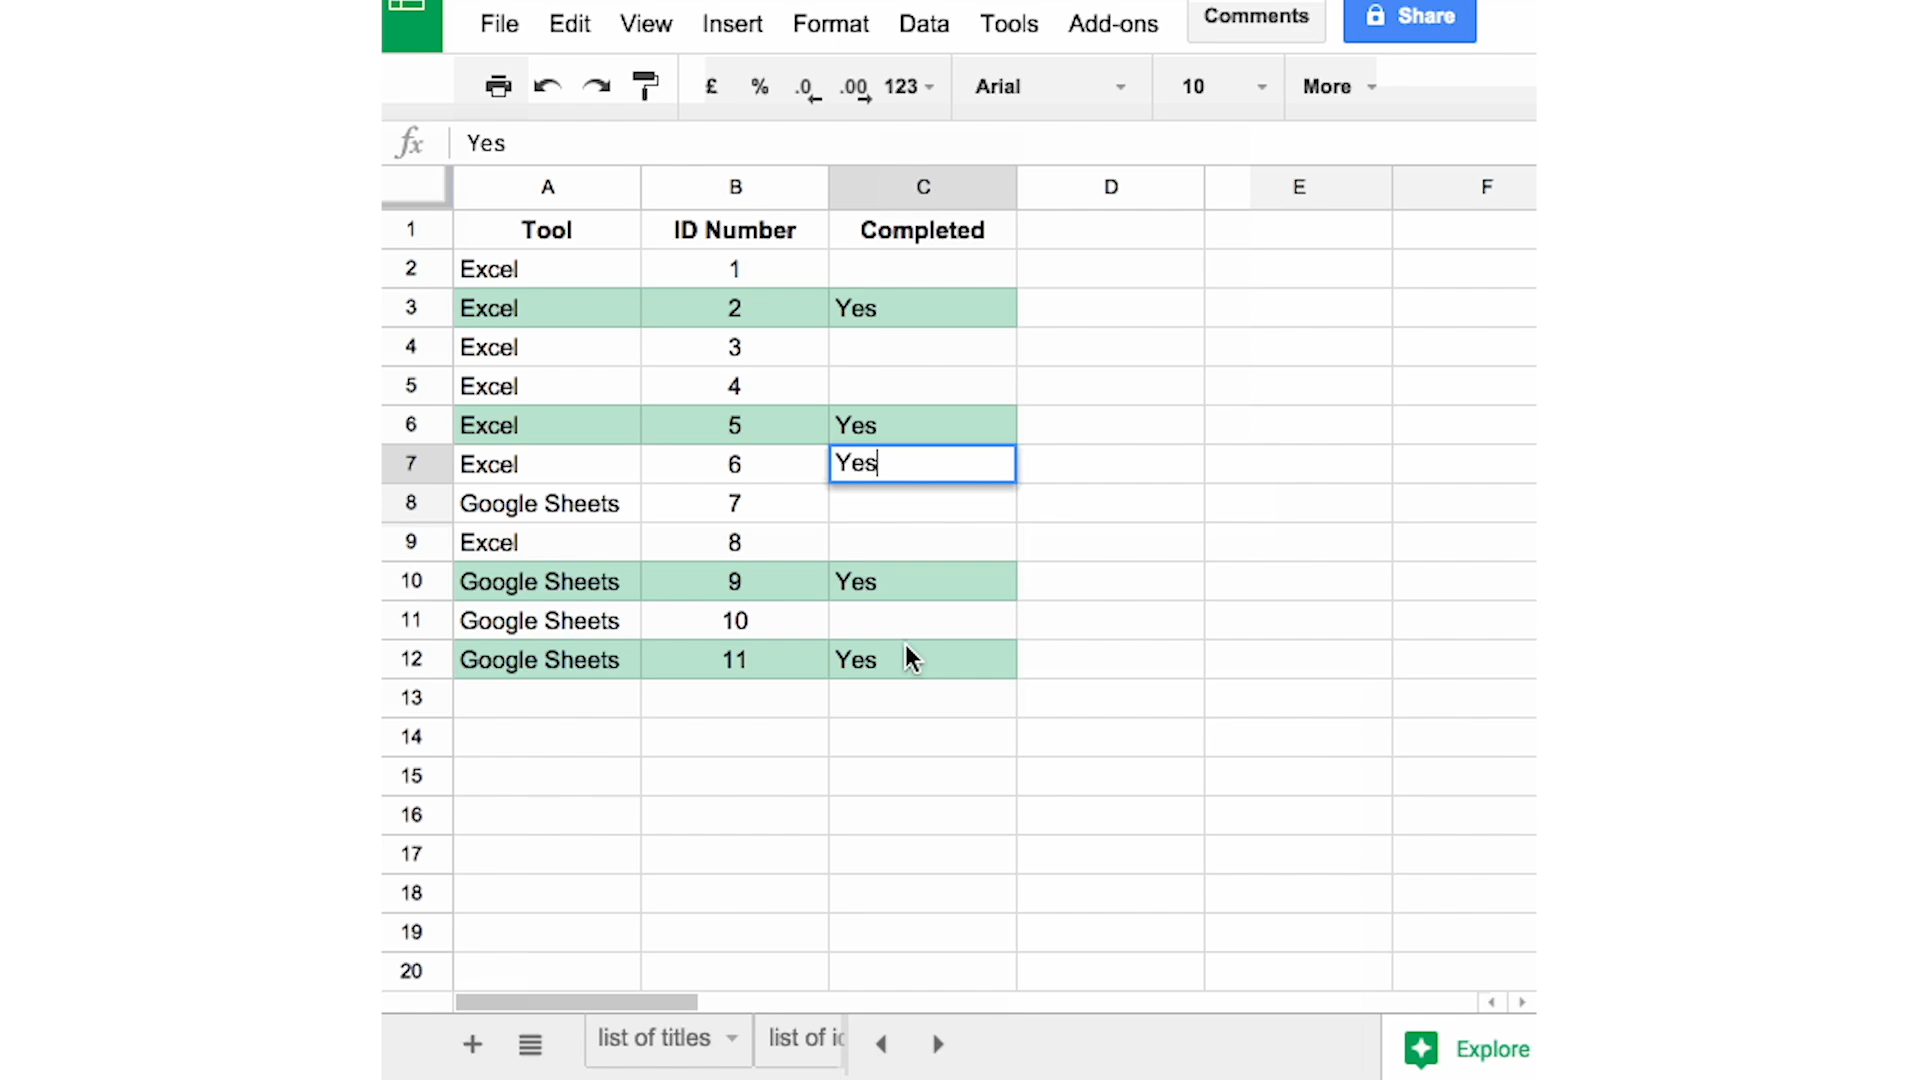 File Edit View Insert Format Data Tools Add-ons Comments Share
£ % .0 .00 123 Arial 10 More
fx Yes
A B C D E F
1 Tool ID Number Completed
2 Excel 1
3 Excel 2 Yes
4 Excel 3
5 Excel 4
6 Excel 5 Yes
7 Excel 6 Yes
8 Google Sheets 7
9 Excel 8
10 Google Sheets 9 Yes
11 Google Sheets 10
12 Google Sheets 11 Yes
13
14
15
16
17
18
19
20
list of titles list of Explore